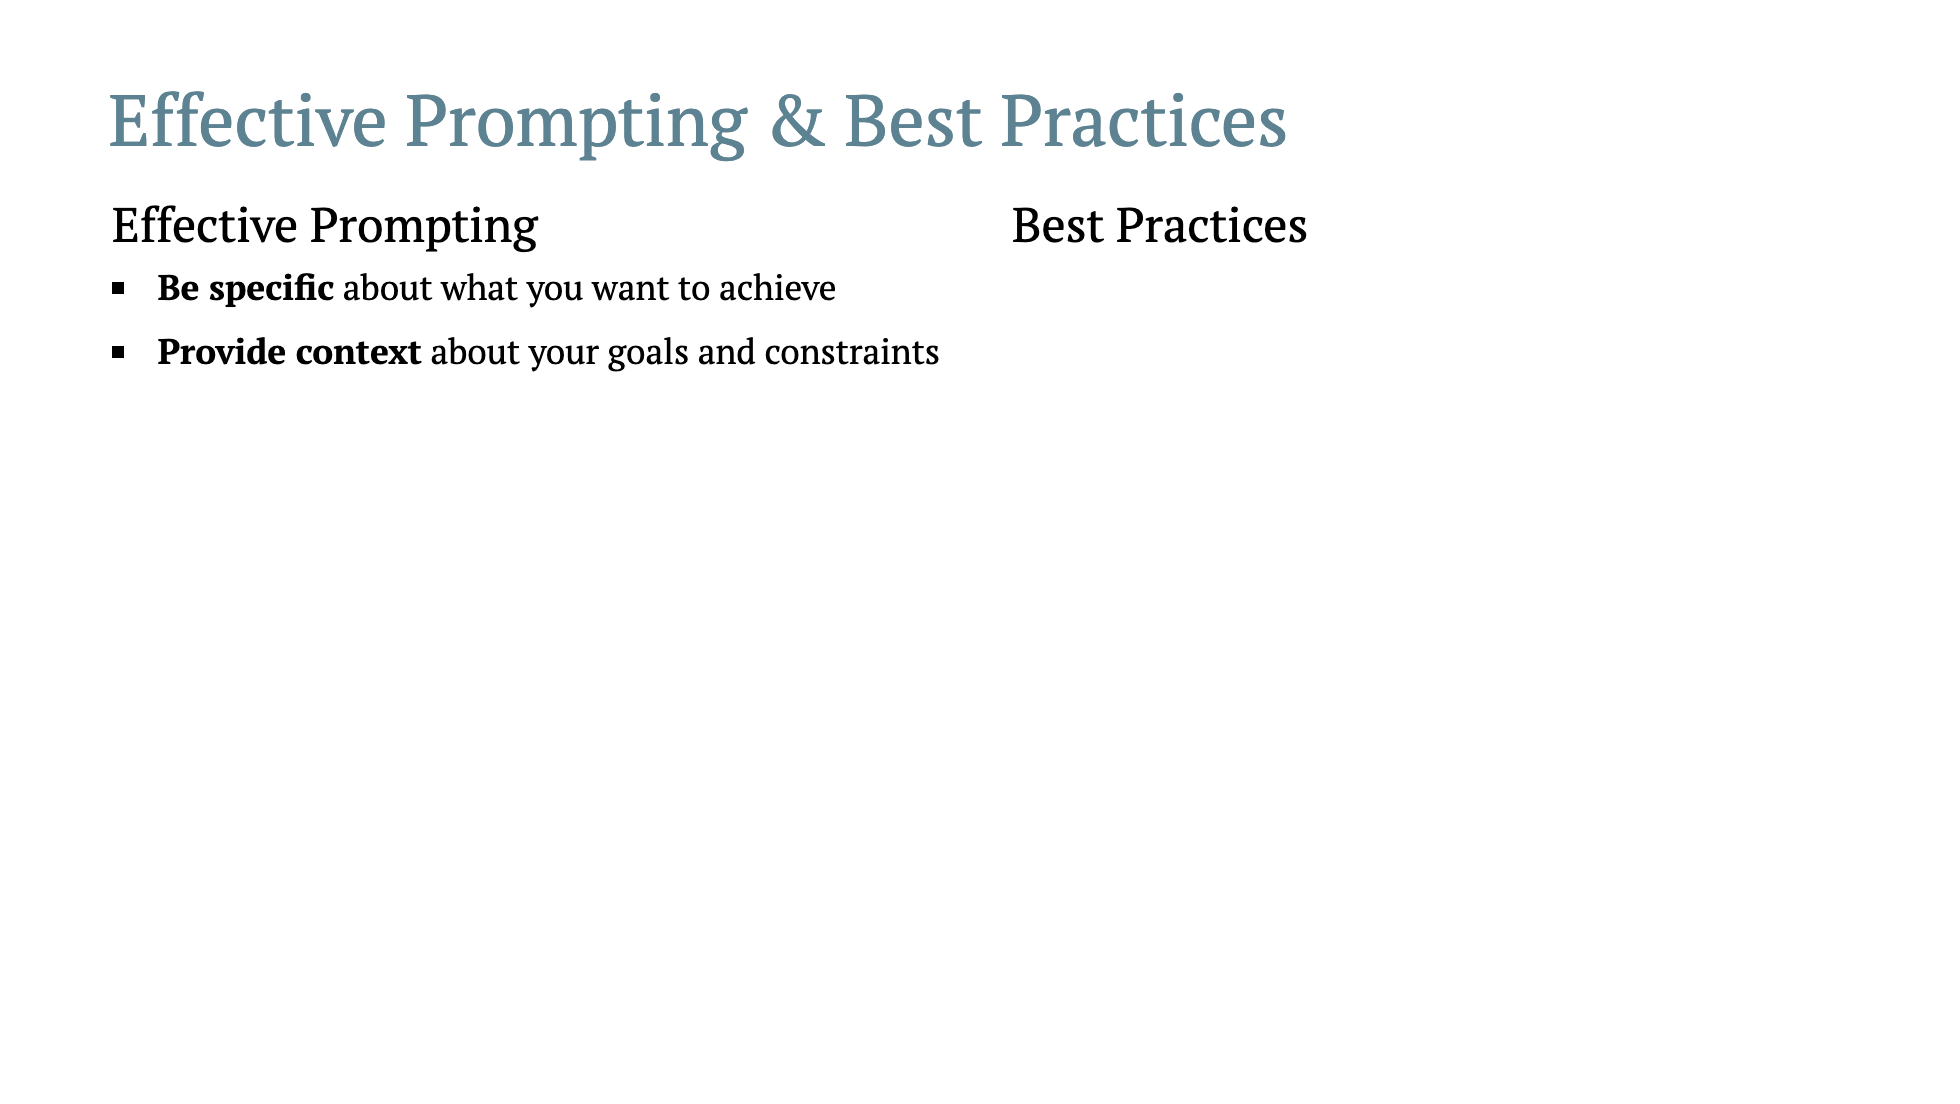 Effective Prompting & Best Practices
Effective Prompting
Be specific about what you want to achieve
Provide context about your goals and constraints
Best Practices